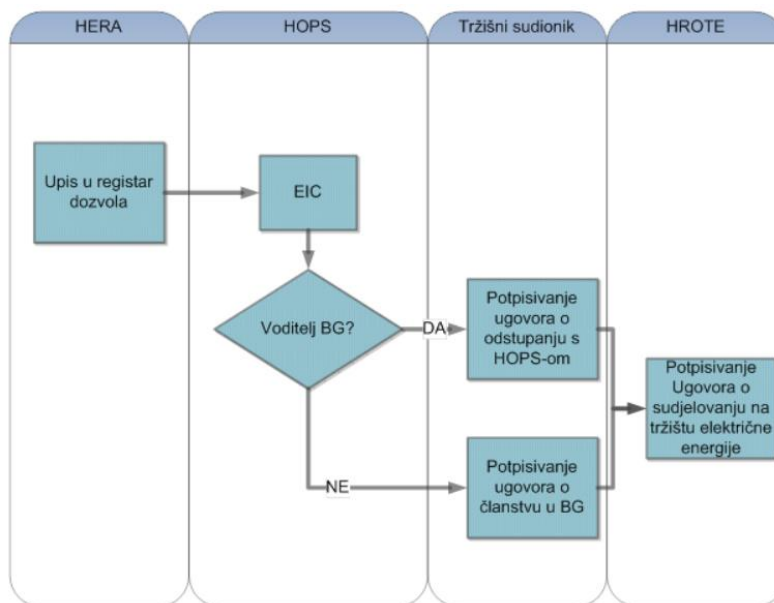 HERA
HOPS
Tržišni sudionik
HROTE
Upis u registar
dozvola
EIC
Voditelj BG?
DA
Potpisivanje
ugovora o
odstupanju s
HOPS-om
NE
Potpisivanje
ugovora o
članstvu u BG
Potpisivanje
Ugovora o
sudjelovanju na
tržištu električne
energije